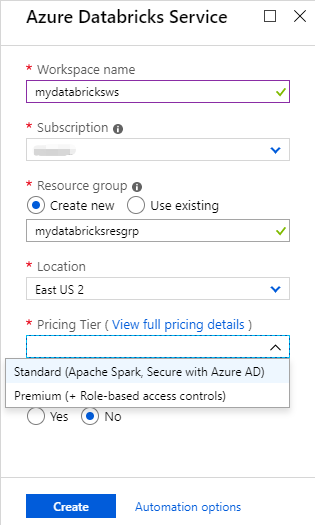 Azure Databricks Service
* Workspace name
mydatabricksws
* Subscription
* Resource group
Create new Use existing
mydatabricksresgrp
* Location
East US 2
* Pricing Tier ( View full pricing details )
Standard (Apache Spark, Secure with Azure AD)
Premium (+ Role-based access controls)
Yes No
Create Automation options